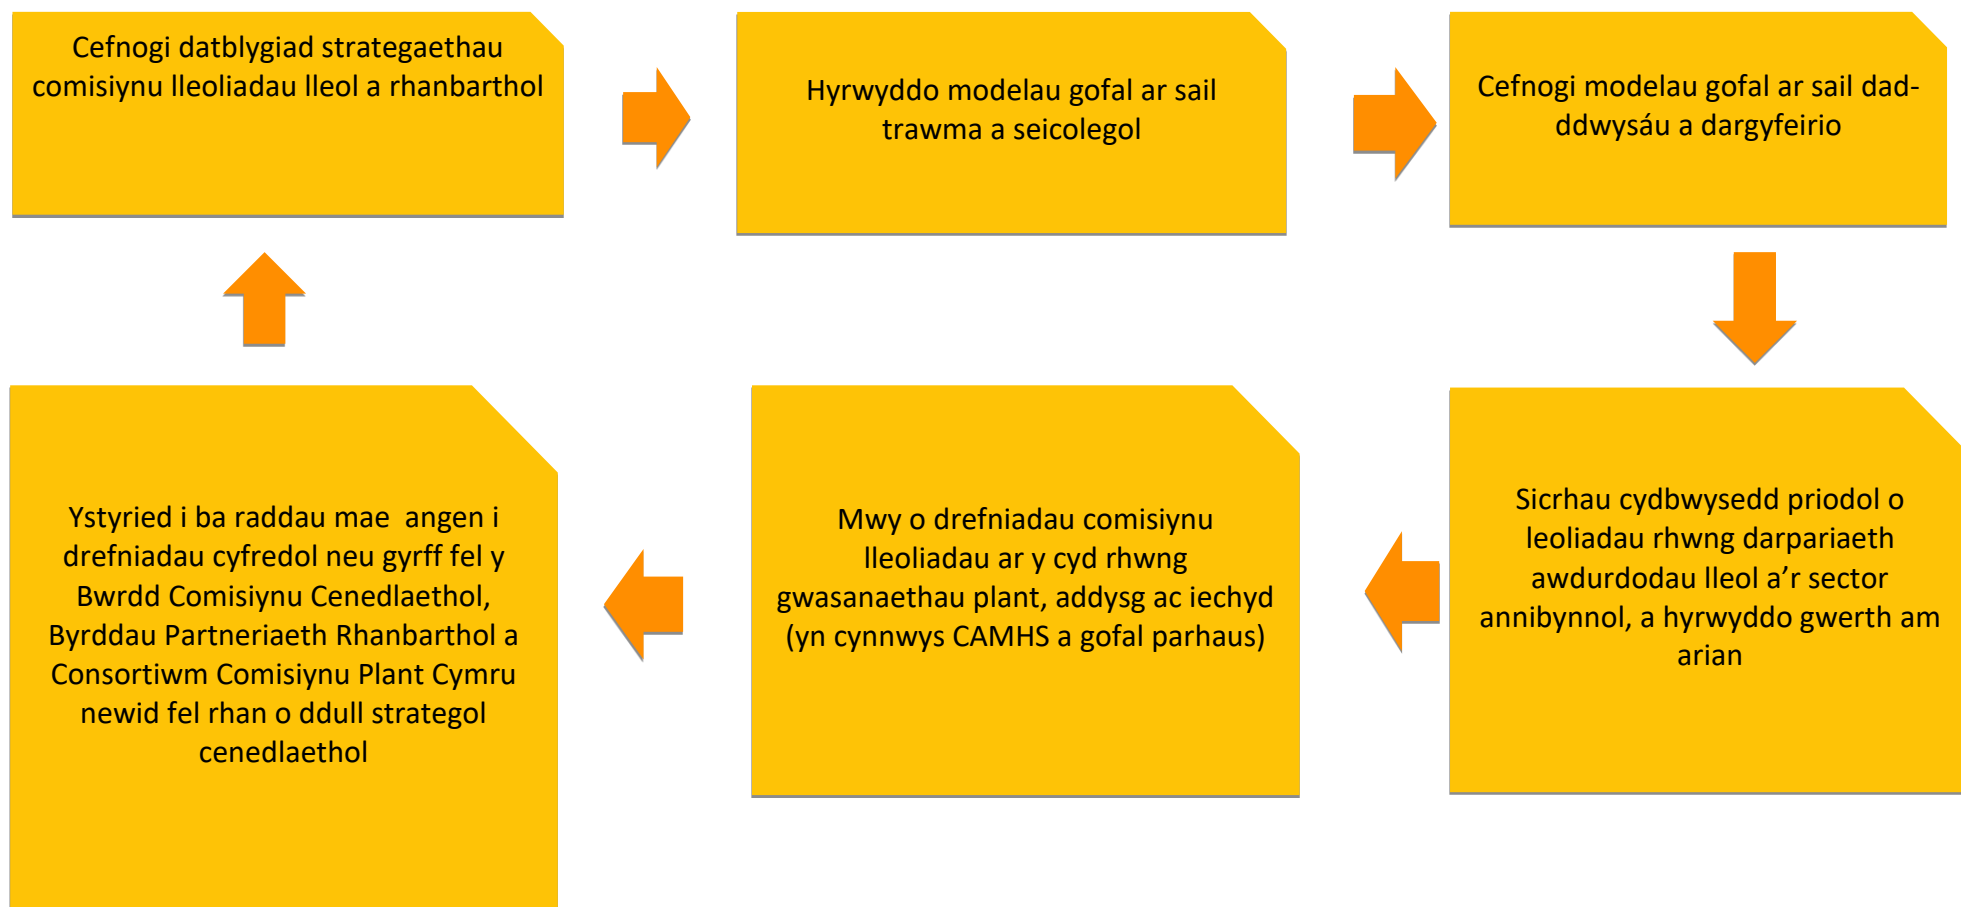 Cefnogi datblygiad strategaethau
comisiynu lleoliadau lleol a rhanbarthol
Hyrwyddo modelau gofal ar sail
trawma a seicolegol
Cefnogi modelau gofal ar sail dad-
ddwysáu a dargyfeirio
Sicrhau cydbwysedd priodol o
leoliadau rhwng darpariaeth
awdurdodau lleol a’r sector
annibynnol, a hyrwyddo gwerth am
arian
Mwy o drefniadau comisiynu
lleoliadau ar y cyd rhwng
gwasanaethau plant, addysg ac iechyd
(yn cynnwys CAMHS a gofal parhaus)
Ystyried i ba raddau mae  angen i
drefniadau cyfredol neu gyrff fel y
Bwrdd Comisiynu Cenedlaethol,
Byrddau Partneriaeth Rhanbarthol a
Consortiwm Comisiynu Plant Cymru
newid fel rhan o ddull strategol
cenedlaethol